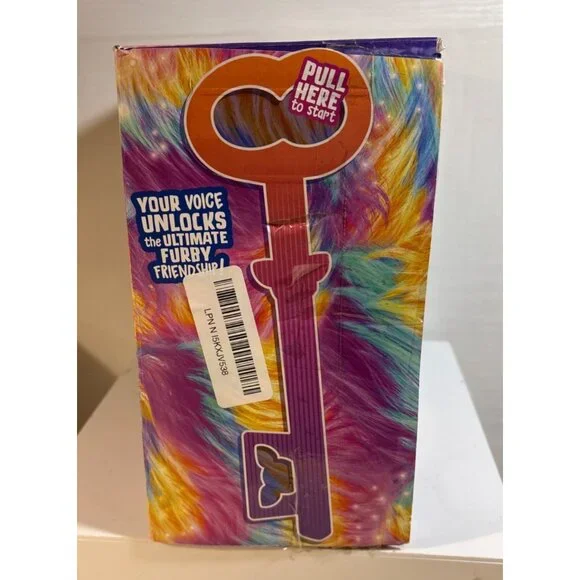 PULL
HERE
to start
YOUR VOICE
UNLOCKS
the ULTIMATE
FURBY
FRIENDSHIP!
LPN N I5KXJV538